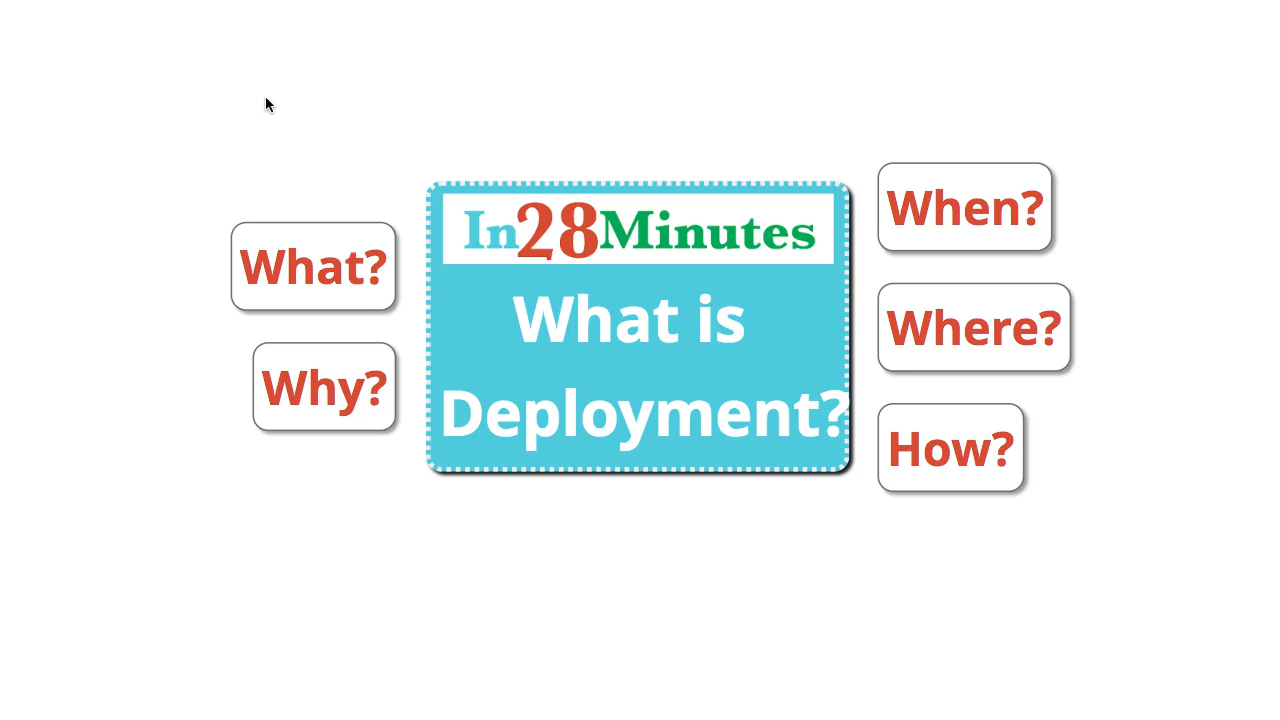 What?
Why?
In28Minutes
What is
Deployment?
When?
Where?
How?